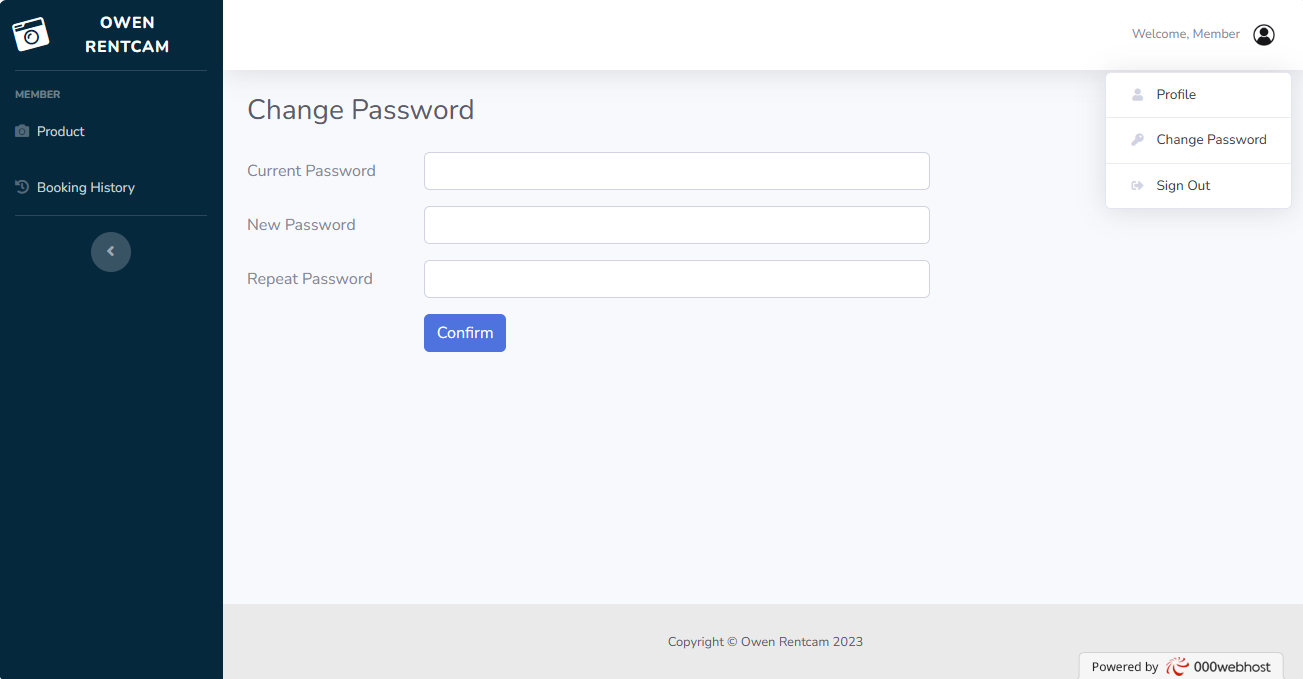 OWEN
RENTCAM
MEMBER
Product
Booking History
Welcome, Member
Profile
Change Password
Sign Out
Change Password
Current Password
New Password
Repeat Password
Confirm
Copyright © Owen Rentcam 2023
Powered by 000webhost